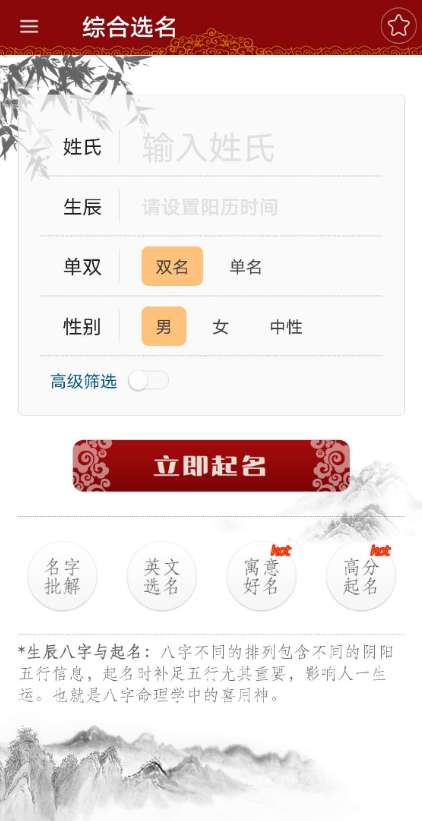 综合选名
姓氏 输入姓氏
生辰 请设置阳历时间
单双 双名 单名
性别 男 女 中性
高级筛选
立即起名
名字
批解
英文
选名
hot
寓意
好名
hot
高分
起名
*生辰八字与起名：八字不同的排列包含不同的阴阳
五行信息，起名时补足五行尤其重要，影响人一生
运。也就是八字命理学中的喜用神。